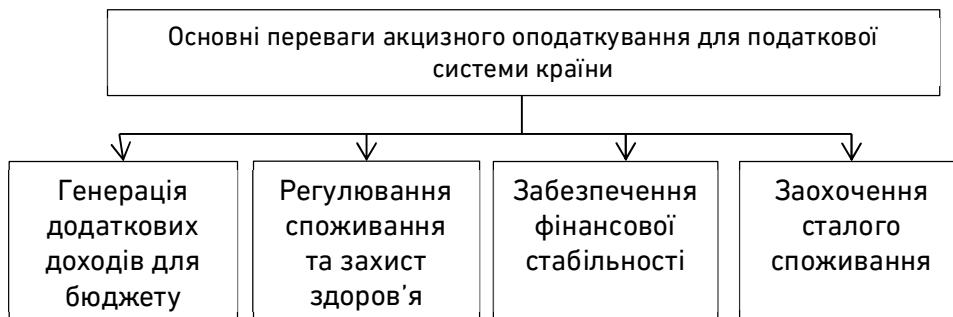 Основні переваги акцизного оподаткування для податкової
системи країни
Генерація
додаткових
доходів для
бюджету
Регулювання
споживання
та захист
здоров’я
Забезпечення
фінансової
стабільності
Заохочення
сталого
споживання